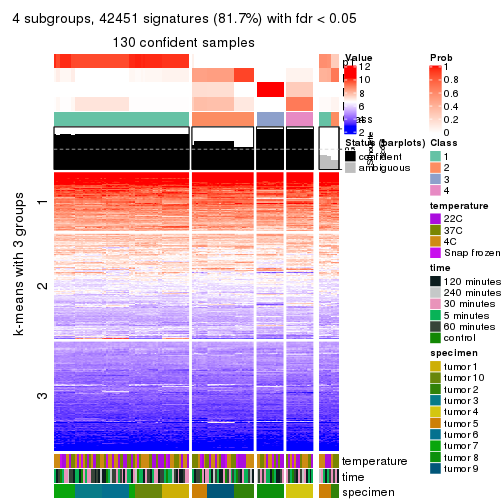 4 subgroups, 42451 signatures (81.7%) with fdr < 0.05
130 confident samples
k-means with 3 groups
1
2
3
Value
12
10
8
6
4
2
Status (barplots)
confident
ambiguous
Prob
1
0.8
0.6
0.4
0.2
0
Class
1
2
3
4
temperature
22C
37C
4C
Snap frozen
time
120 minutes
240 minutes
30 minutes
5 minutes
60 minutes
control
specimen
tumor 1
tumor 10
tumor 2
tumor 3
tumor 4
tumor 5
tumor 6
tumor 7
tumor 8
tumor 9
temperature
time
specimen